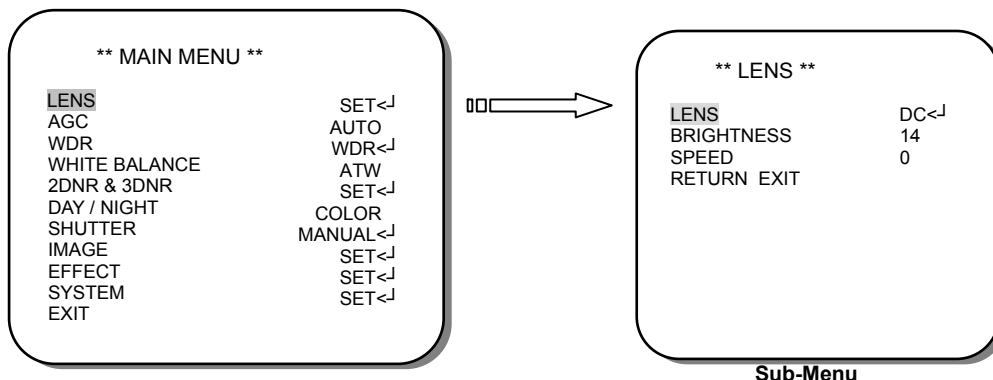 ** MAIN MENU **
LENS SET<┘
AGC AUTO
WDR WDR<┘
WHITE BALANCE ATW
2DNR & 3DNR SET<┘
DAY / NIGHT COLOR
SHUTTER MANUAL<┘
IMAGE SET<┘
EFFECT SET<┘
SYSTEM SET<┘
EXIT
** LENS **
LENS DC<┘
BRIGHTNESS 14
SPEED 0
RETURN EXIT
Sub-Menu